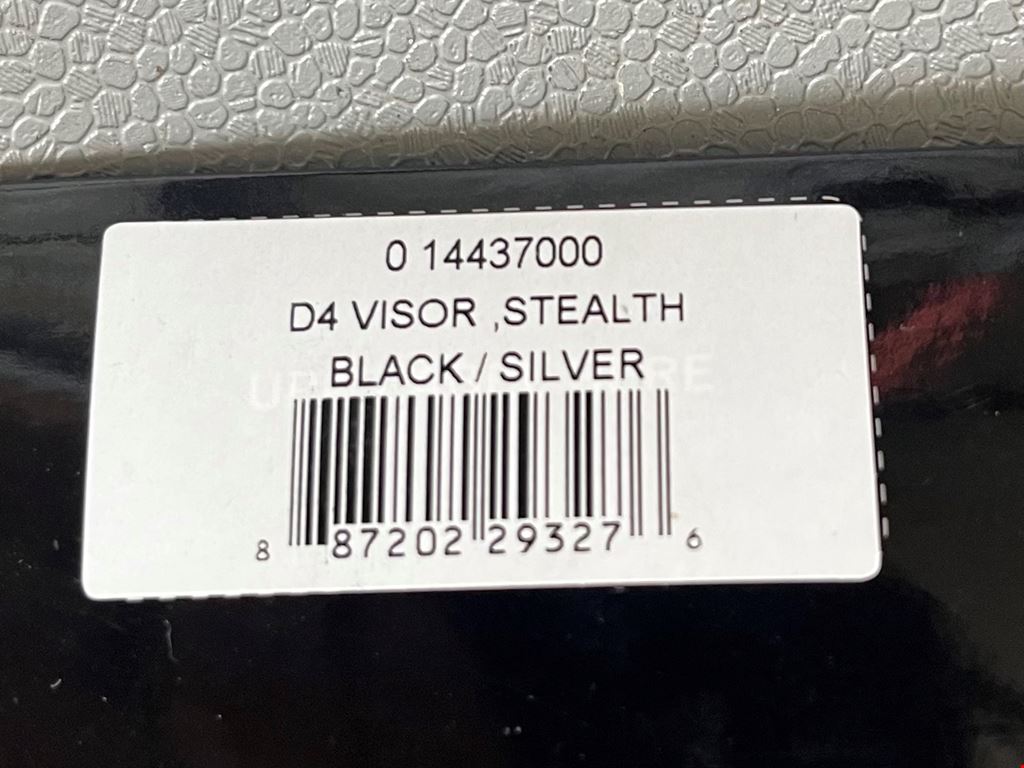 0 14437000
D4 VISOR ,STEALTH
BLACK / SILVER
8 87202 29327 6